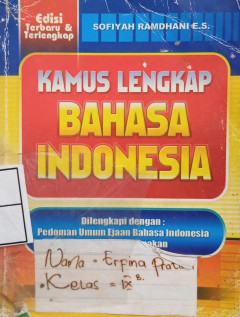 Edisi
Terbaru &
Terlengkap
SOFIYAH RAMDHANI E.S.
KAMUS LENGKAP
BAHASA
INDONESIA
Dilengkapi dengan :
Pedoman Umum Ejaan Bahasa Indonesia
Nama = Erpina
Kelas = IX B.